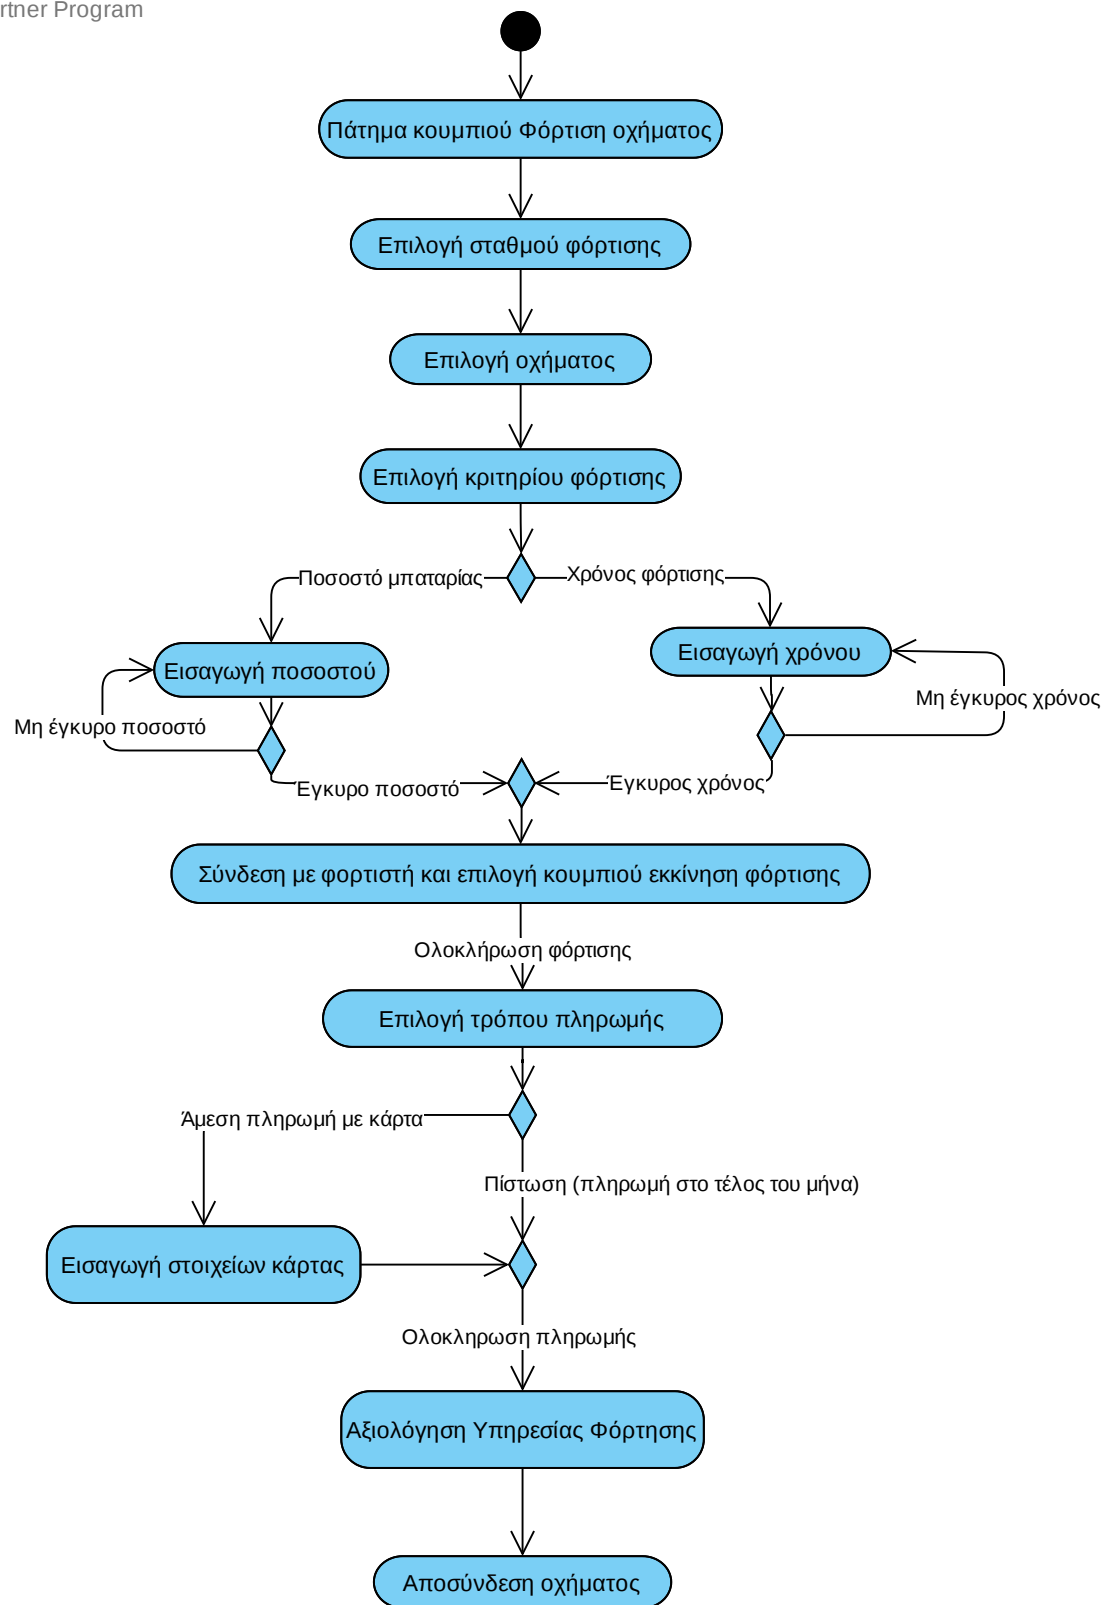 rtner Program
Πάτημα κουμπιού Φόρτιση οχήματος
Επιλογή σταθμού φόρτισης
Επιλογή οχήματος
Επιλογή κριτηρίου φόρτισης
Ποσοστό μπαταρίας
Χρόνος φόρτισης
Εισαγωγή ποσοστού
Εισαγωγή χρόνου
Μη έγκυρο ποσοστό
Μη έγκυρος χρόνος
Έγκυρο ποσοστό
Έγκυρος χρόνος
Σύνδεση με φορτιστή και επιλογή κουμπιού εκκίνηση φόρτισης
Ολοκλήρωση φόρτισης
Επιλογή τρόπου πληρωμής
Άμεση πληρωμή με κάρτα
Πίστωση (πληρωμή στο τέλος του μήνα)
Εισαγωγή στοιχείων κάρτας
Ολοκληρωση πληρωμής
Αξιολόγηση Υπηρεσίας Φόρτησης
Αποσύνδεση οχήματος